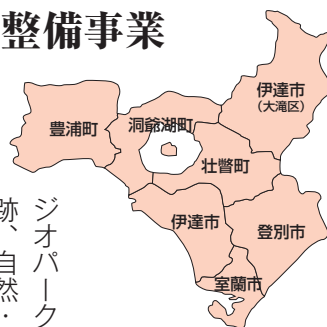 整備事業
伊達市
（大滝区）
豊浦町
洞爺湖町
壮瞥町
伊達市
登別市
室蘭市
ジオパーク
跡、自然・